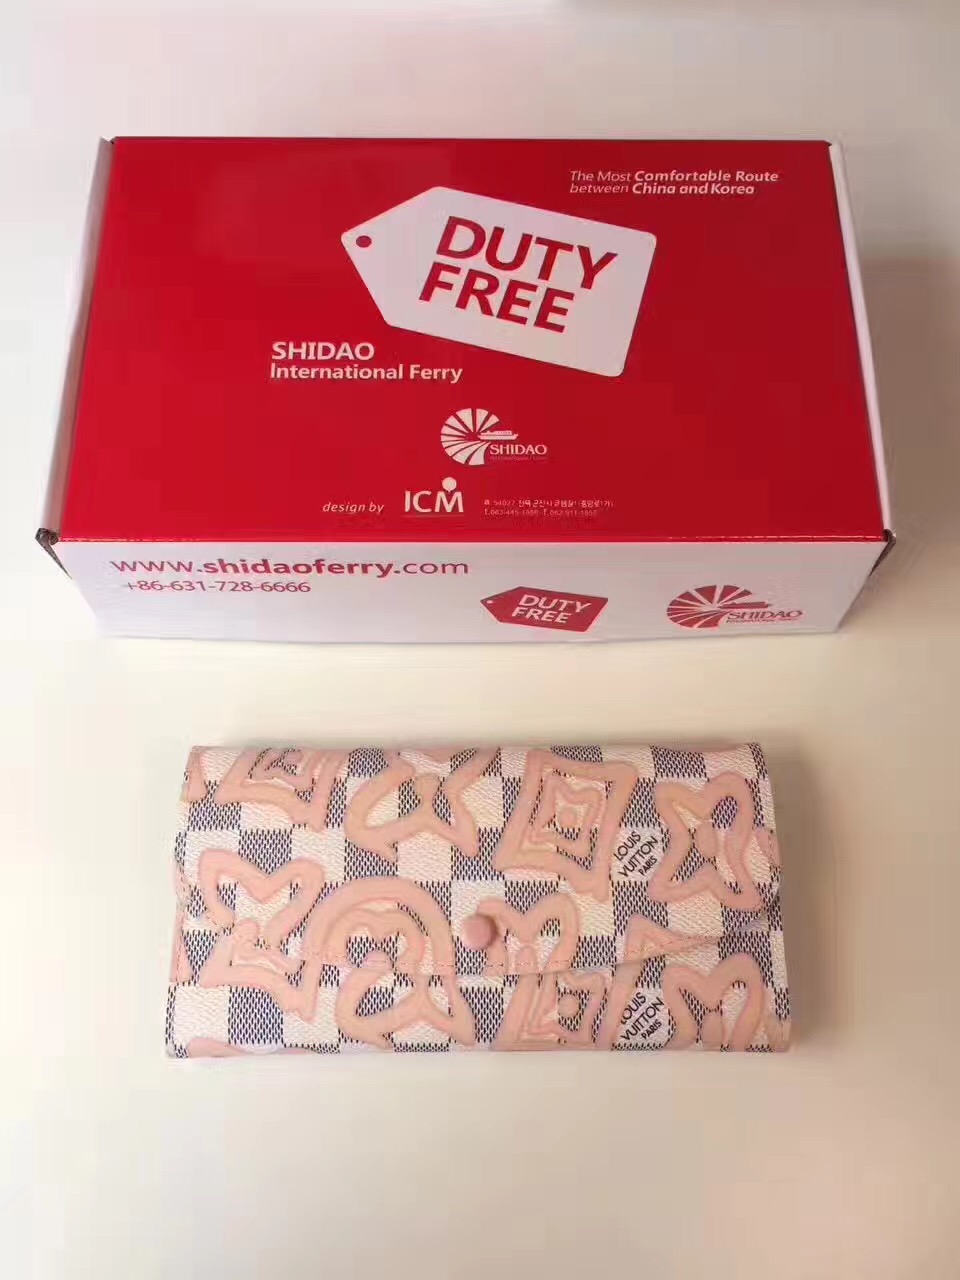 The Most Comfortable Route
between China and Korea
DUTY
FREE
SHIDAO
International Ferry
SHIDAO
design by ICM
www.shidaoferry.com
+86-631-728-6666
DUTY
FREE
SHIDAO
LOUIS
VUITTON
PARIS
LOUIS
VUITTON
PARIS